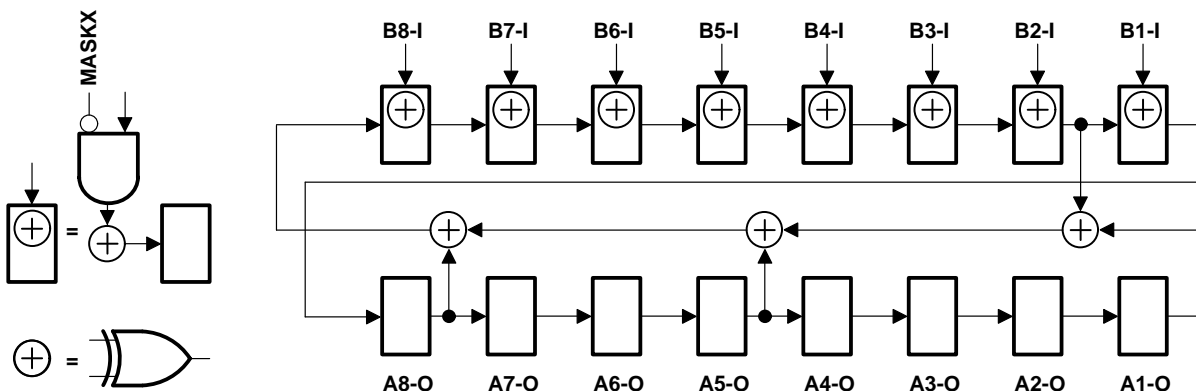 MASKX
B8-I B7-I B6-I B5-I B4-I B3-I B2-I B1-I
=
=
A8-O A7-O A6-O A5-O A4-O A3-O A2-O A1-O